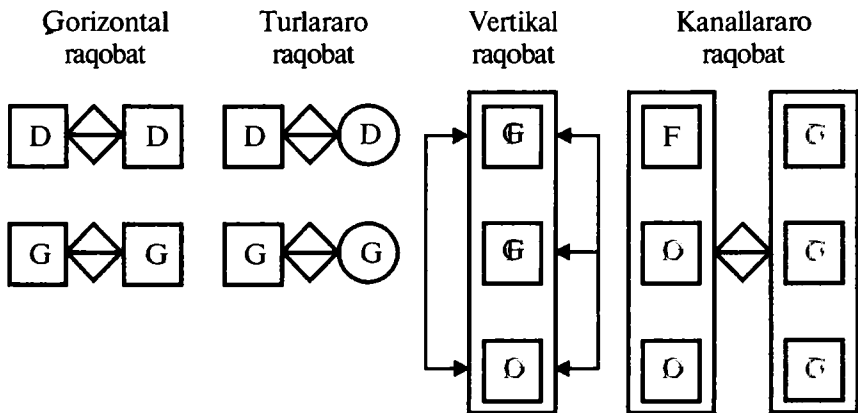 Gorizontal
raqobat
Turlararo
raqobat
Vertikal
raqobat
Kanallararo
raqobat
D D D D F
G G G G